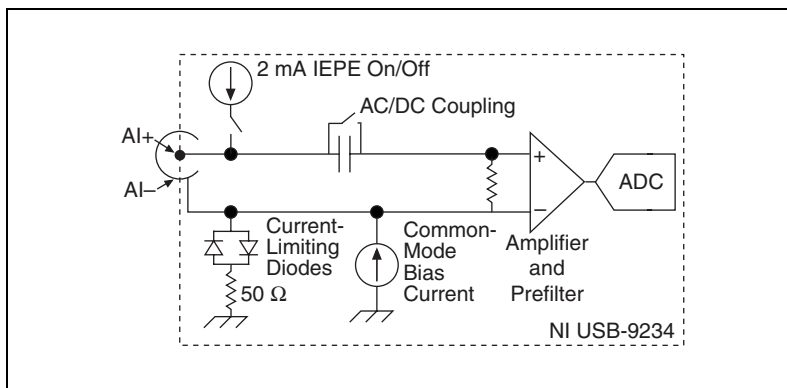 2 mA IEPE On/Off
AC/DC Coupling
AI+
AI–
+
–
ADC
Current-
Limiting
Diodes
50 Ω
Common-
Mode
Bias
Current
Amplifier
and
Prefilter
NI USB-9234